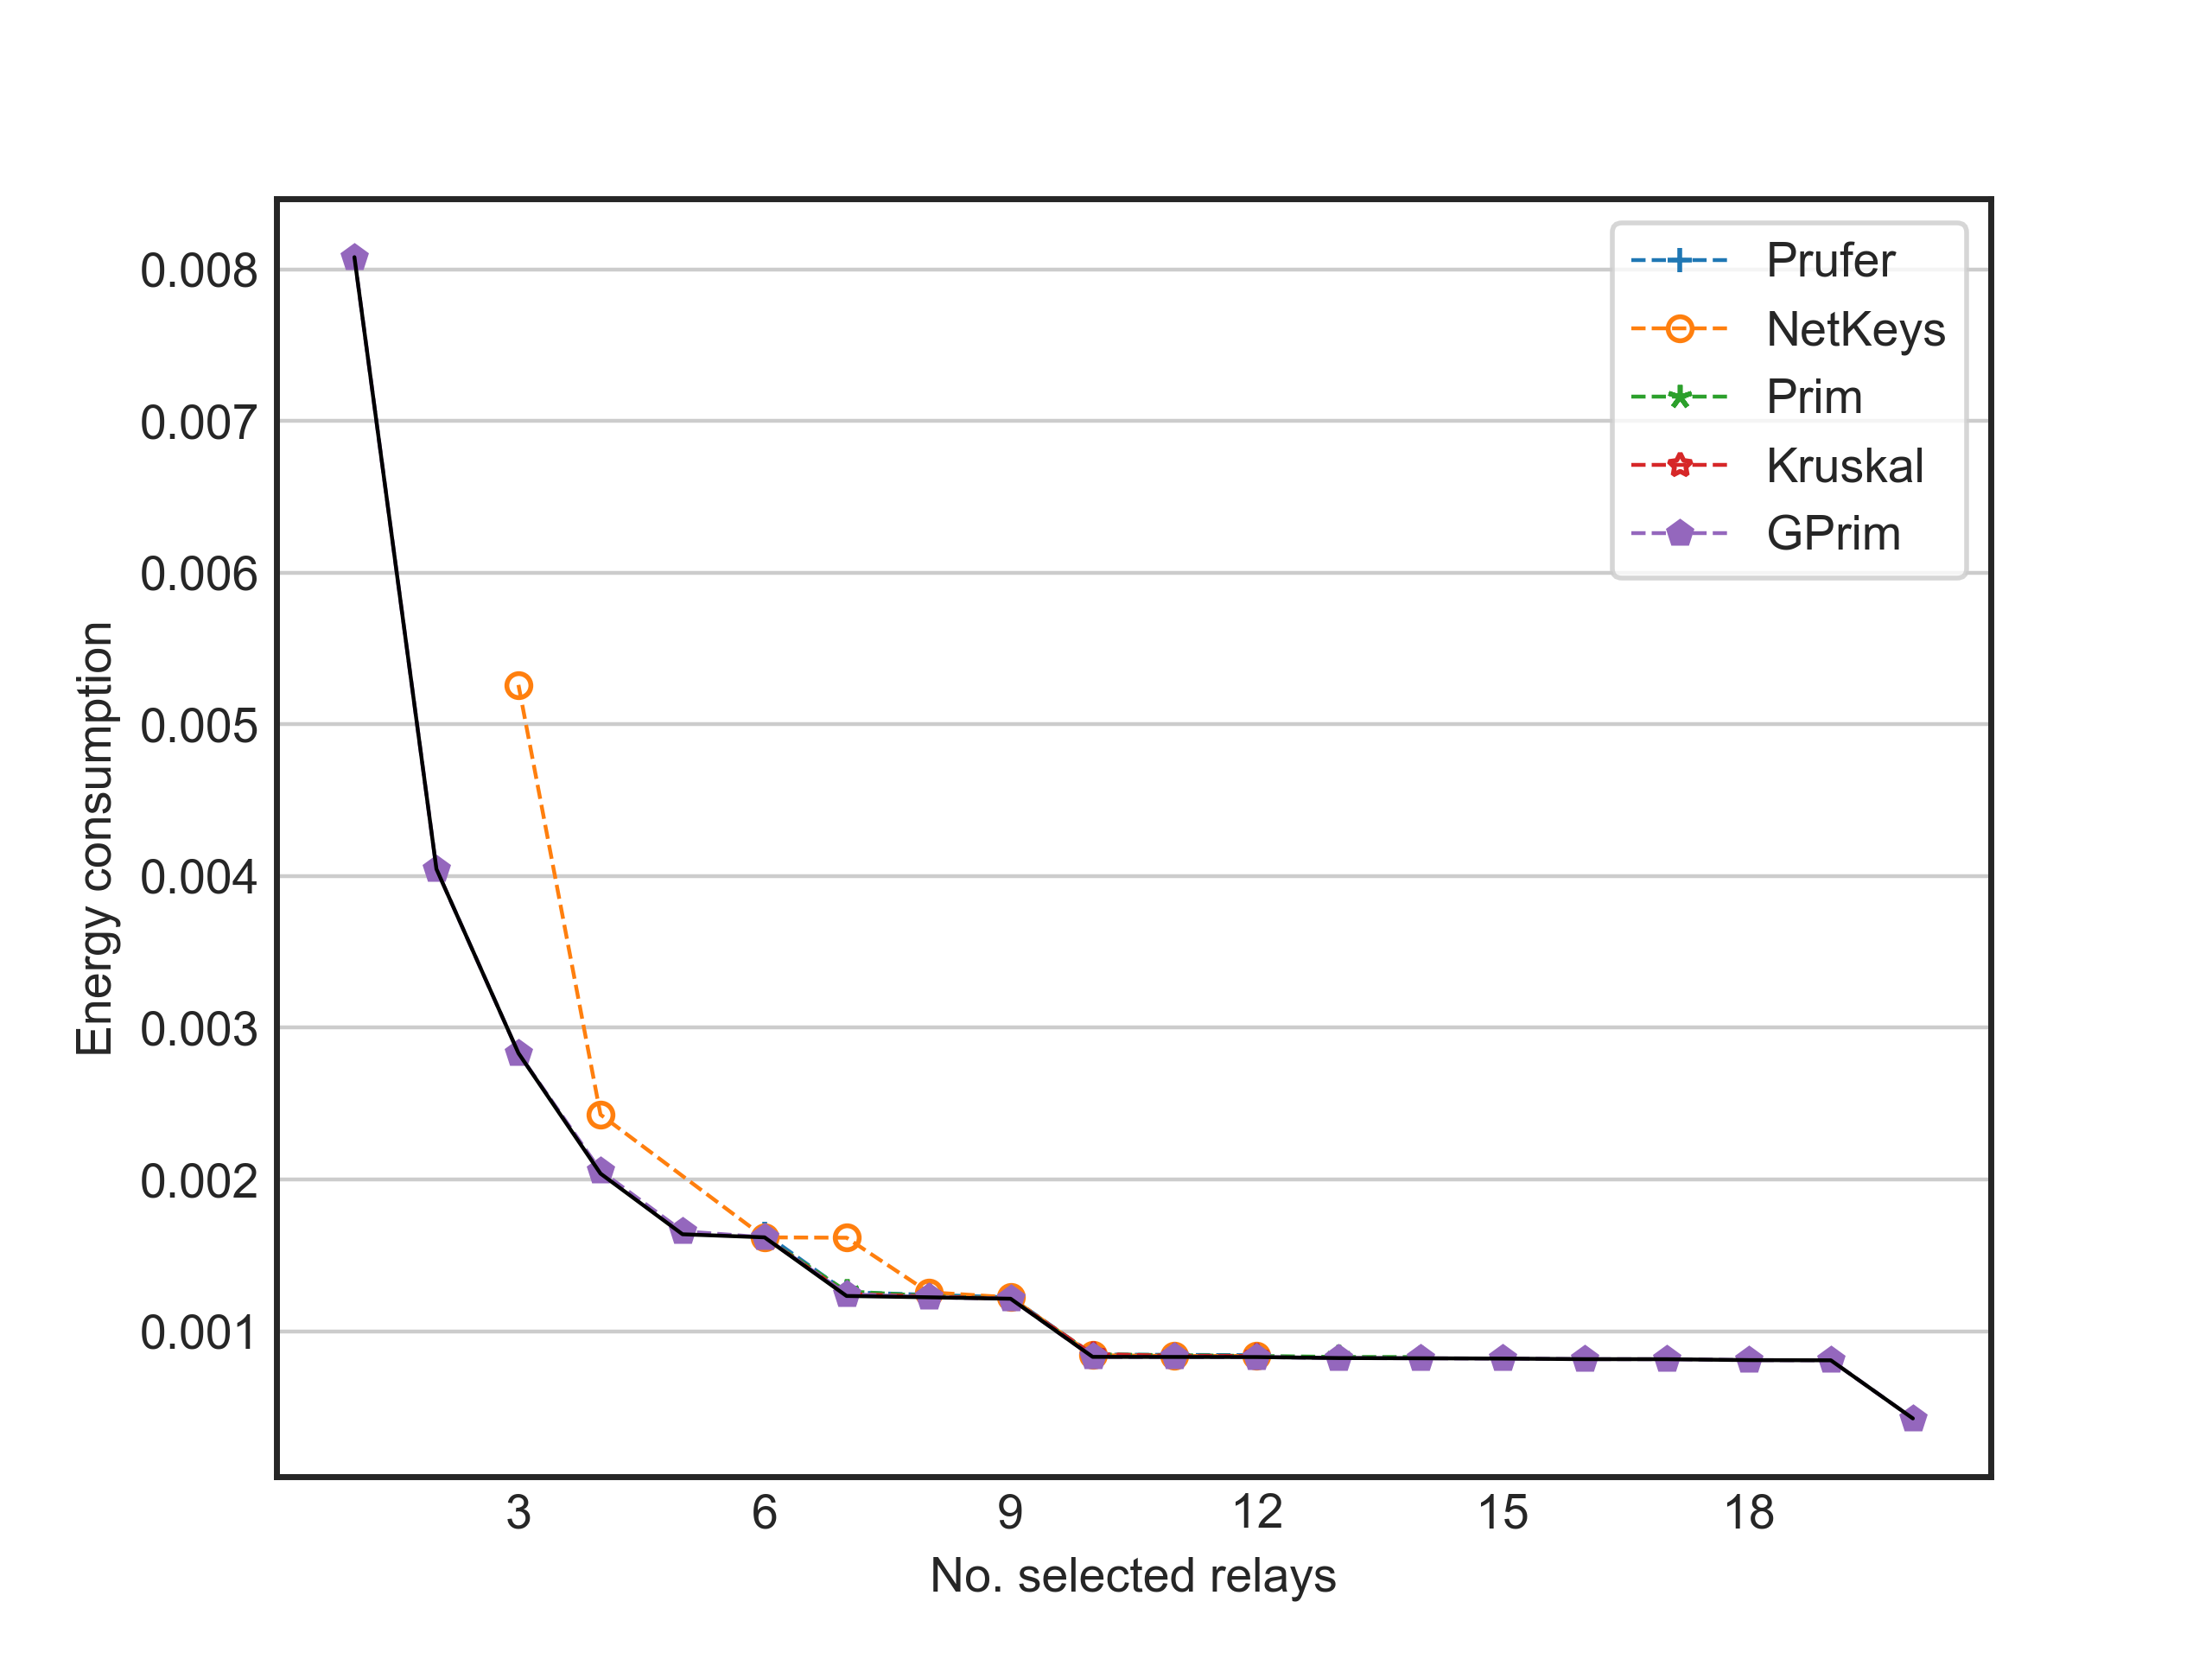 0.008
0.007
0.006
0.005
0.004
0.003
0.002
0.001
Energy consumption
3 6 9 12 15 18
No. selected relays
Prufer
NetKeys
Prim
Kruskal
GPrim